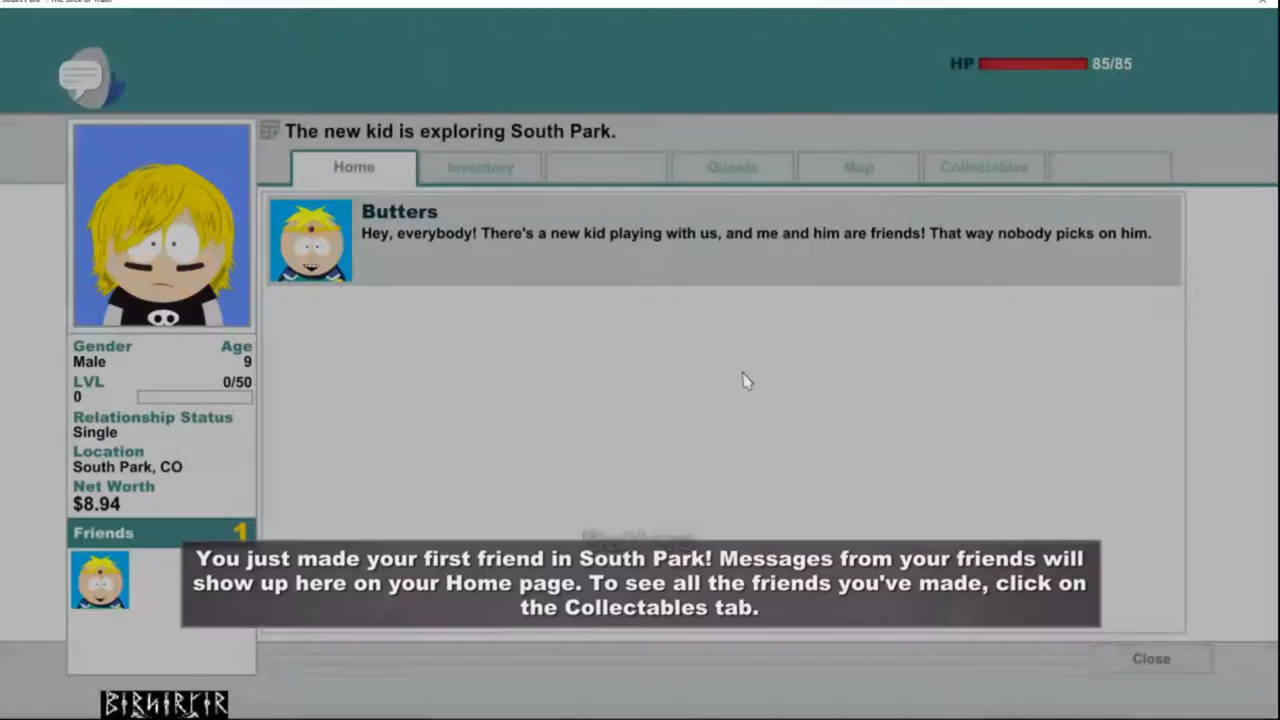 HP 85/85
The new kid is exploring South Park.
Home Inventory Quests Map Collectables
Butters
Hey, everybody! There's a new kid playing with us, and me and him are friends! That way nobody picks on him.
Gender Age
Male 9
LVL 0/50
0
Relationship Status
Single
Location
South Park, CO
Net Worth
$8.94
Friends 1
You just made your first friend in South Park! Messages from your friends will
show up here on your Home page. To see all the friends you've made, click on
the Collectables tab.
Close